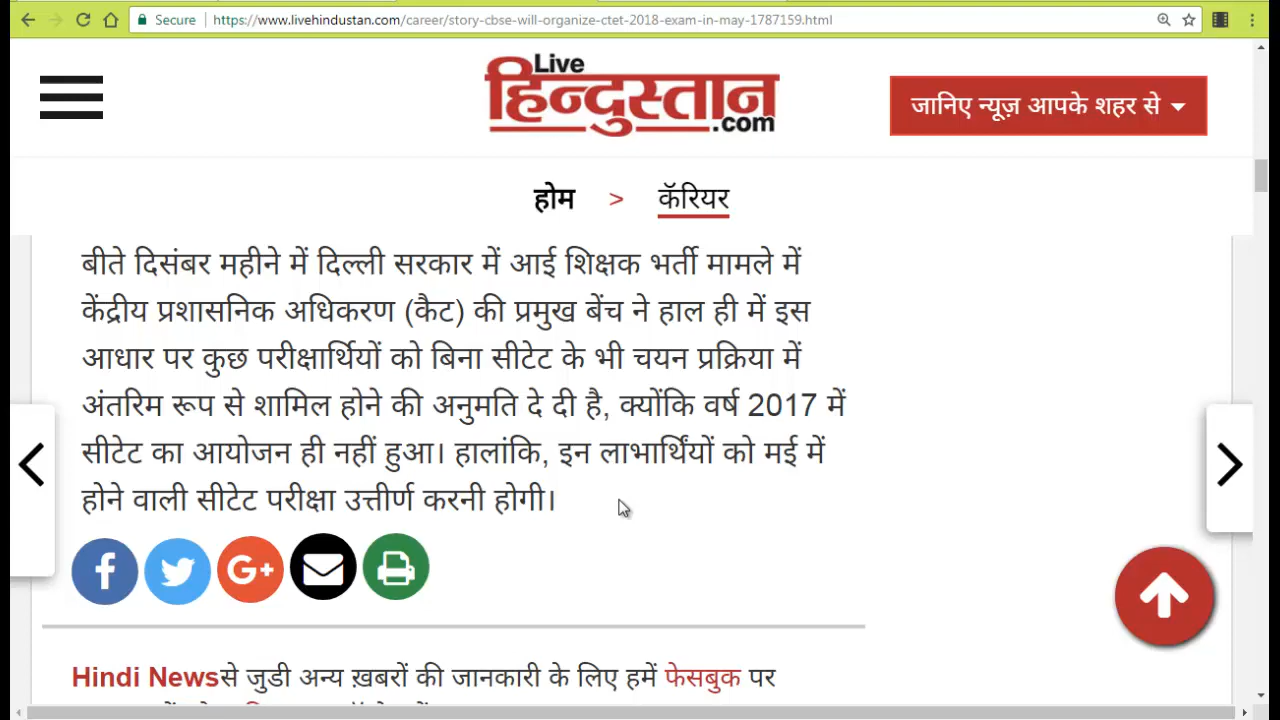 Secure
https://www.livehindustan.com/career/story-cbse-will-organize-ctet-2018-exam-in-may-1787159.html
Live
हिन्दुस्तान
.com
जानिए न्यूज़ आपके शहर से
होम > कॅरियर
बीते दिसंबर महीने में दिल्ली सरकार में आई शिक्षक भर्ती मामले में
केंद्रीय प्रशासनिक अधिकरण (कैट) की प्रमुख बेंच ने हाल ही में इस
आधार पर कुछ परीक्षार्थियों को बिना सीटेट के भी चयन प्रक्रिया में
अंतरिम रूप से शामिल होने की अनुमति दे दी है, क्योंकि वर्ष 2017 में
सीटेट का आयोजन ही नहीं हुआ। हालांकि, इन लाभार्थियों को मई में
होने वाली सीटेट परीक्षा उत्तीर्ण करनी होगी।
f G+
Hindi Newsसे जुडी अन्य ख़बरों की जानकारी के लिए हमें फेसबुक पर